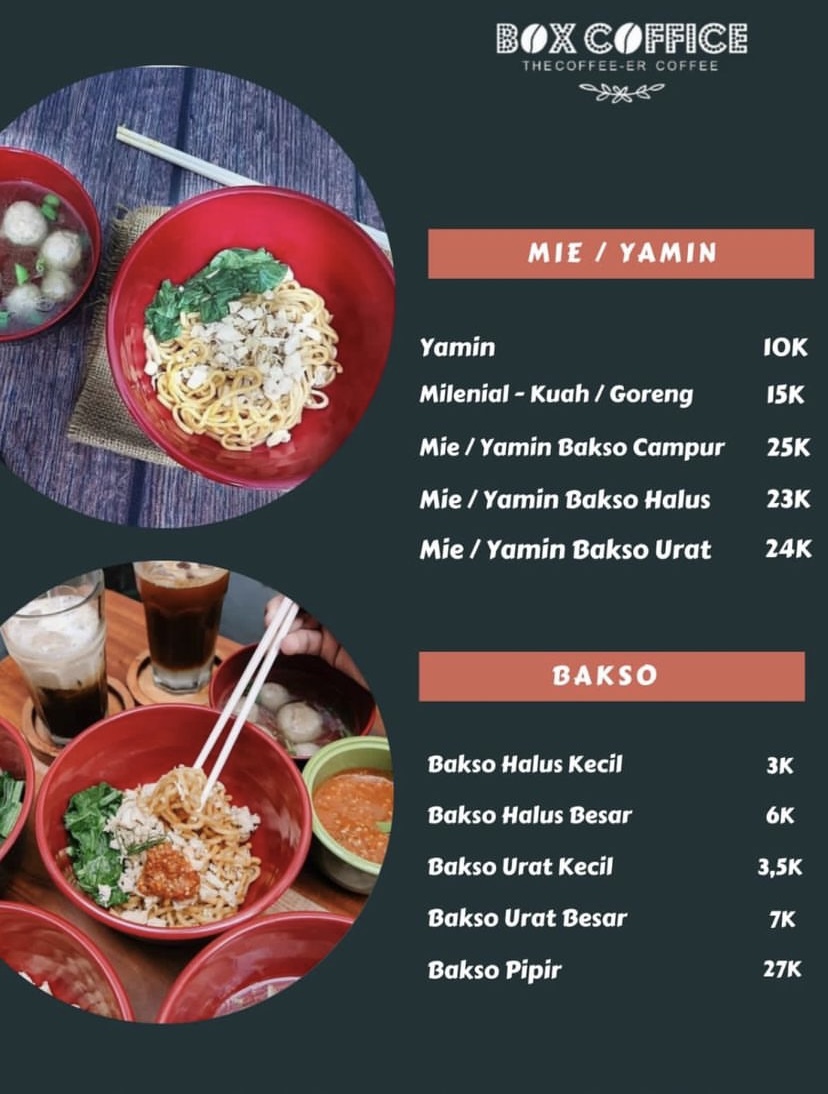 BOX COFFICE
THE COFFEE-ER COFFEE
MIE / YAMIN
Yamin 10K
Milenial - Kuah / Goreng 15K
Mie / Yamin Bakso Campur 25K
Mie / Yamin Bakso Halus 23K
Mie / Yamin Bakso Urat 24K
BAKSO
Bakso Halus Kecil 3K
Bakso Halus Besar 6K
Bakso Urat Kecil 3,5K
Bakso Urat Besar 7K
Bakso Pipir 27K